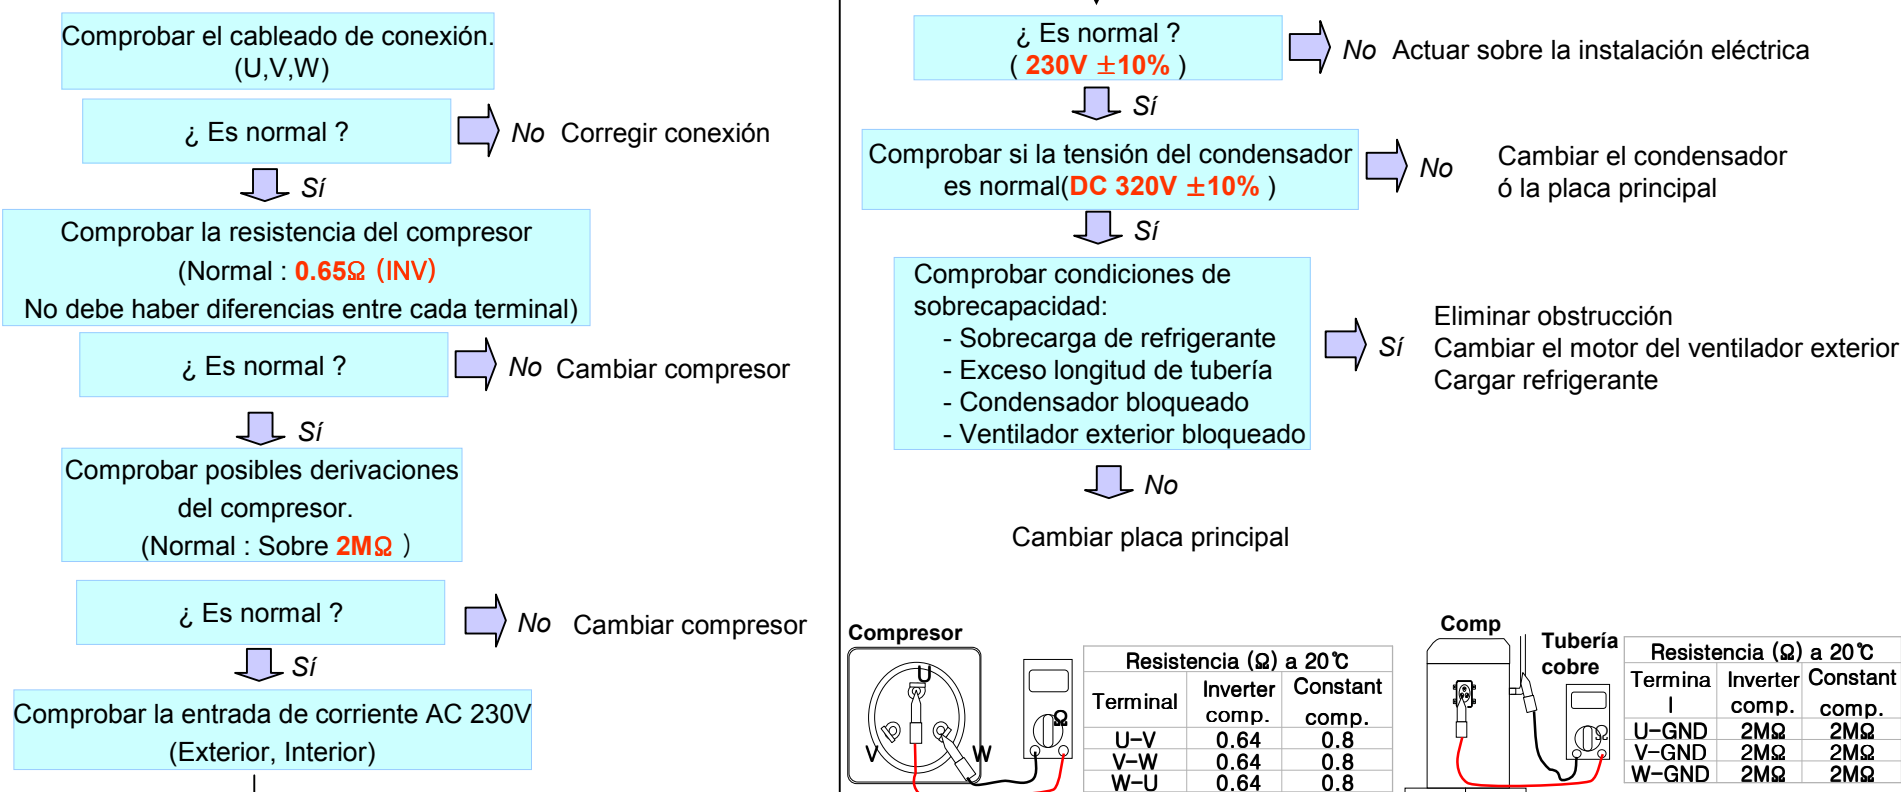 Comprobar el cableado de conexión.
(U,V,W)
¿ Es normal ?
No Corregir conexión
Sí
Comprobar la resistencia del compresor
(Normal : 0.65Ω (INV)
No debe haber diferencias entre cada terminal)
¿ Es normal ?
No Cambiar compresor
Sí
Comprobar posibles derivaciones
del compresor.
(Normal : Sobre 2MΩ )
¿ Es normal ?
No Cambiar compresor
Sí
Comprobar la entrada de corriente AC 230V
(Exterior, Interior)
¿ Es normal ?
( 230V ±10% )
No Actuar sobre la instalación eléctrica
Sí
Comprobar si la tensión del condensador
es normal(DC 320V ±10% )
No
Cambiar el condensador
ó la placa principal
Sí
Comprobar condiciones de
sobrecapacidad:
- Sobrecarga de refrigerante
- Exceso longitud de tubería
- Condensador bloqueado
- Ventilador exterior bloqueado
Sí
Eliminar obstrucción
Cambiar el motor del ventilador exterior
Cargar refrigerante
No
Cambiar placa principal
Compresor
U
V
W
Ω
Resistencia (Ω) a 20℃
Terminal Inverter comp. Constant comp.
U-V 0.64 0.8
V-W 0.64 0.8
W-U 0.64 0.8
Comp
Tubería
cobre
Ω
Resistencia (Ω) a 20℃
Terminal Inverter comp. Constant comp.
U-GND 2MΩ 2MΩ
V-GND 2MΩ 2MΩ
W-GND 2MΩ 2MΩ